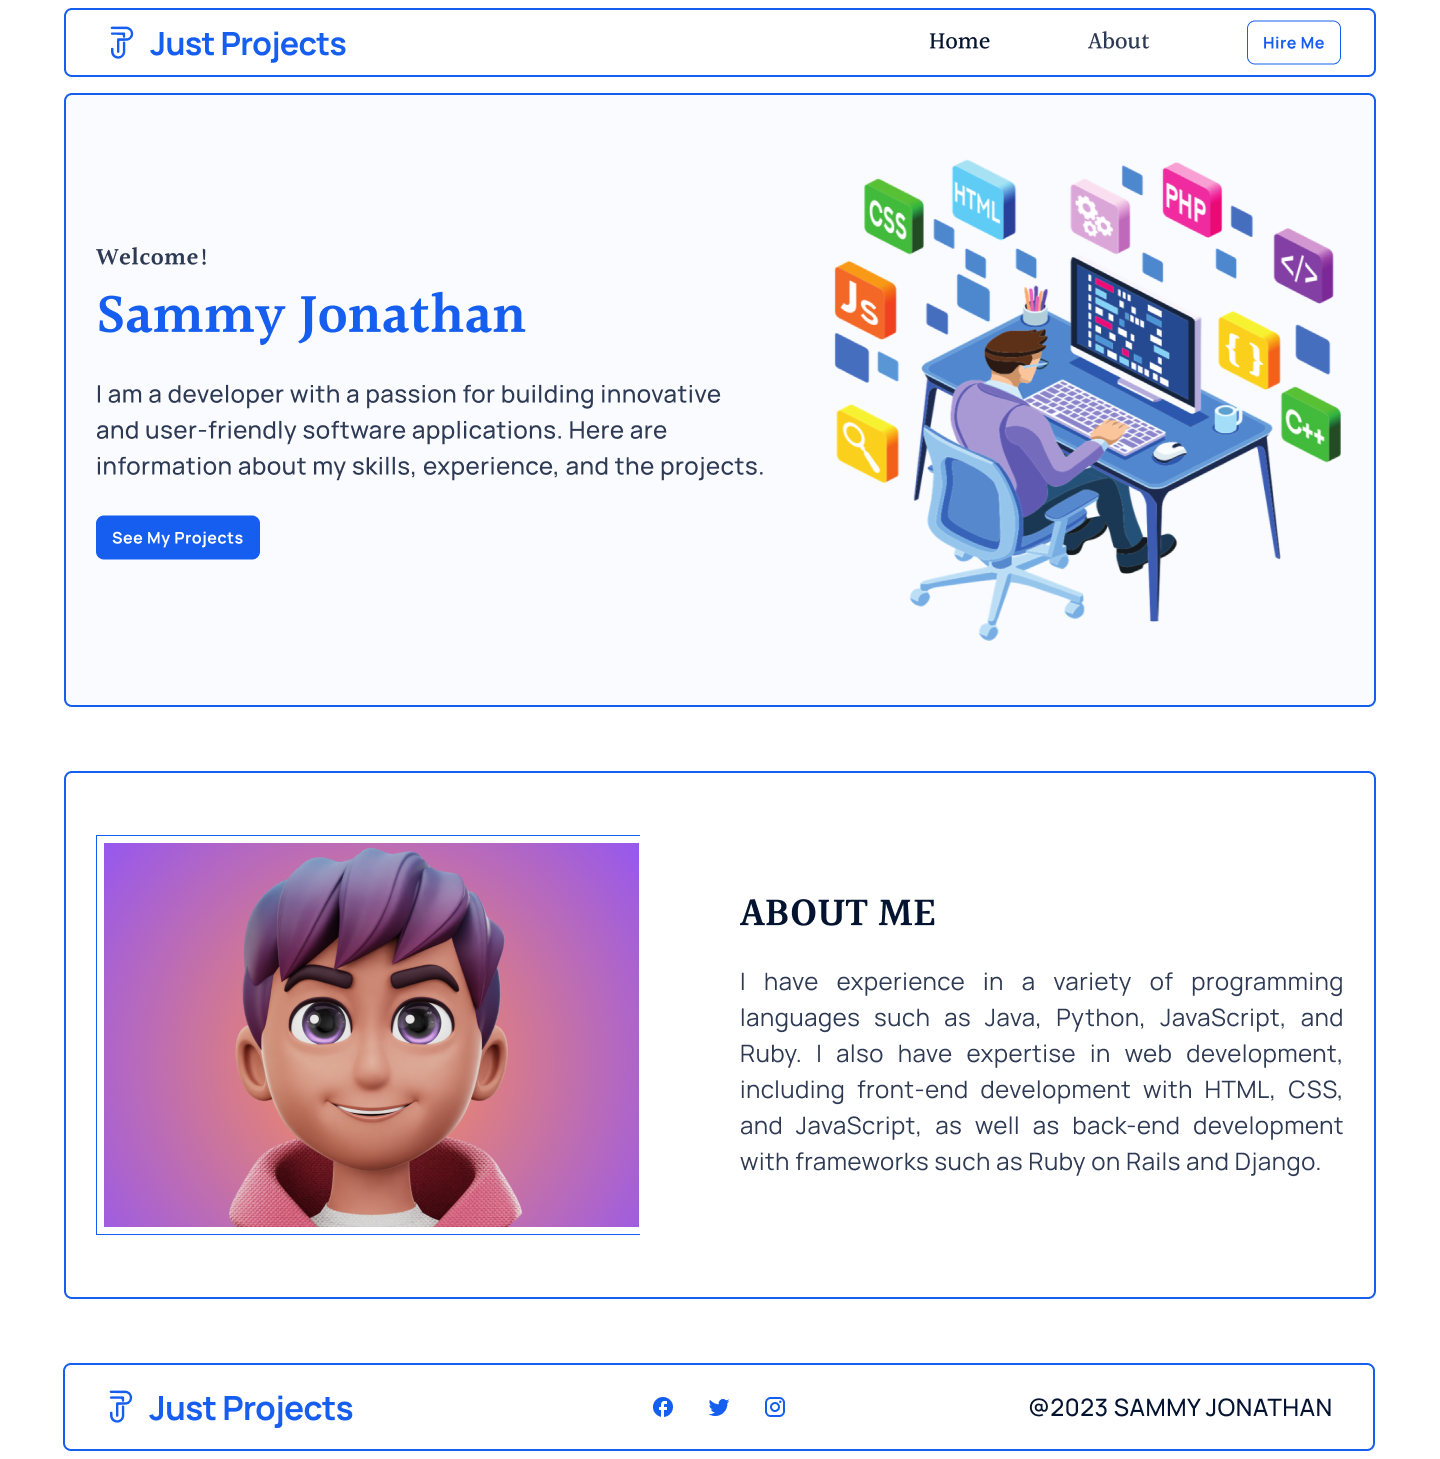 Just Projects
Home
About
Hire Me
Welcome!
Sammy Jonathan
I am a developer with a passion for building innovative
and user-friendly software applications. Here are
information about my skills, experience, and the projects.
See My Projects
CSS
HTML
PHP
</>
Js
{ }
C++
ABOUT ME
I have experience in a variety of programming
languages such as Java, Python, JavaScript, and
Ruby. I also have expertise in web development,
including front-end development with HTML, CSS,
and JavaScript, as well as back-end development
with frameworks such as Ruby on Rails and Django.
Just Projects
@2023 SAMMY JONATHAN